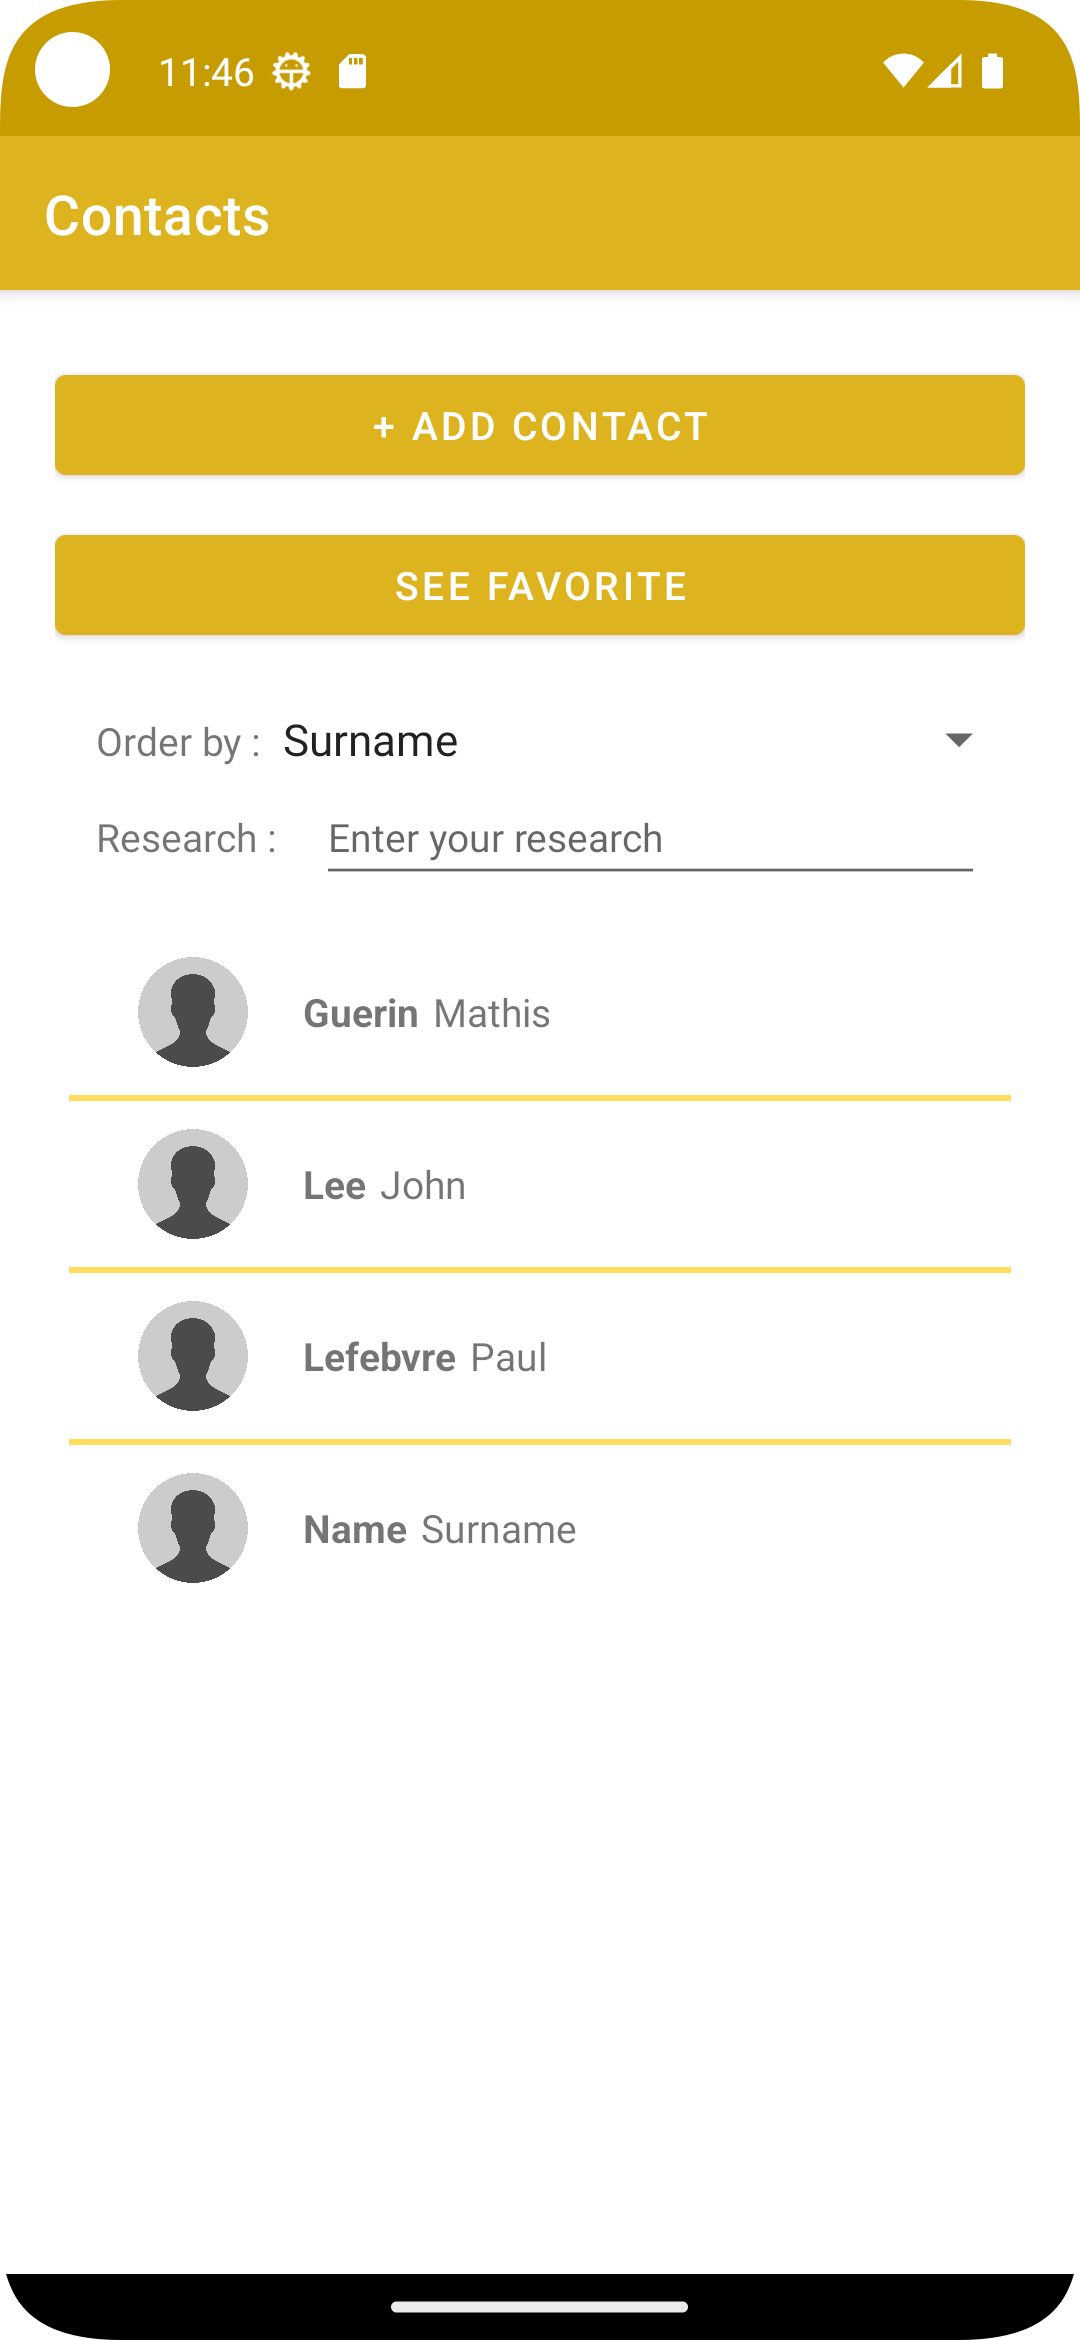 11:46
Contacts
+ ADD CONTACT
SEE FAVORITE
Order by : Surname
Research : Enter your research
Guerin Mathis
Lee John
Lefebvre Paul
Name Surname